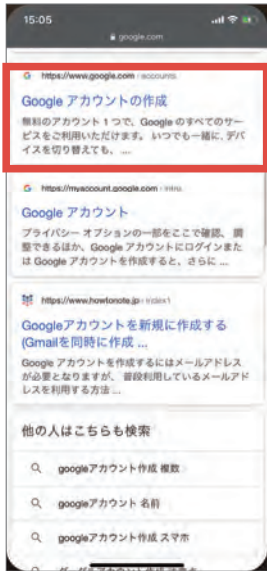 15:05
google.com
https://www.google.com › accounts
Google アカウントの作成
無料のアカウント 1 つで、Google のすべてのサー
ビスをご利用いただけます。 いつでも一緒に、デバ
イスを切り替えても、 ...
https://myaccount.google.com › intro
Google アカウント
プライバシー オプションの一部をここで確認、 調
整できるほか、Google アカウントにログインまた
は Google アカウントを作成すると、さらに ...
https://www.howtonote.jp › index1
Googleアカウントを新規に作成する
(Gmailを同時に作成 ...
Google アカウントを作成するにはメールアドレス
が必要となりますが、 普段利用しているメールアド
レスを利用する方法 ...
他の人はこちらも検索
googleアカウント作成 複数
googleアカウント 名前
googleアカウント作成 スマホ